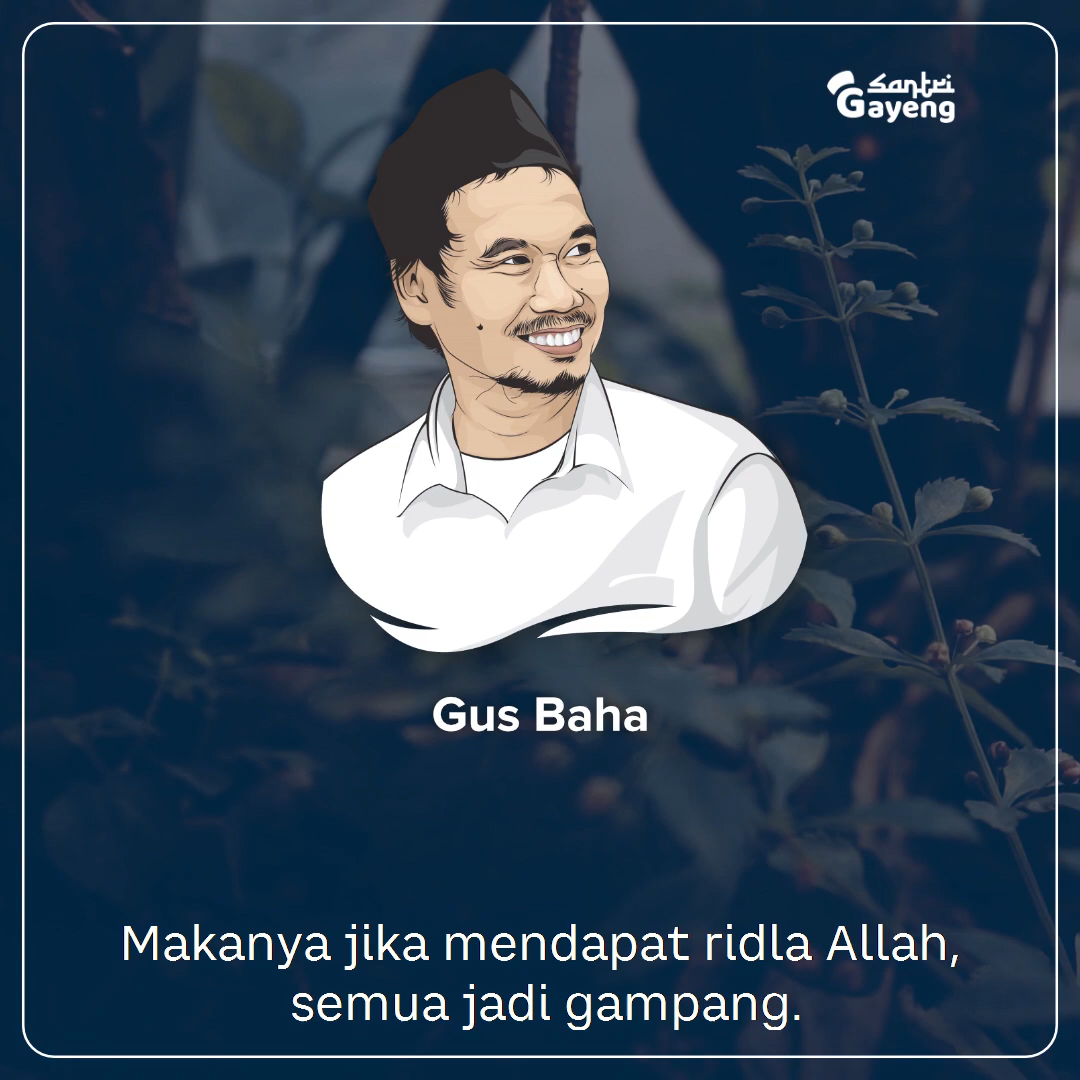 Santri
Gayeng
Gus Baha
Makanya jika mendapat ridla Allah,
semua jadi gampang.